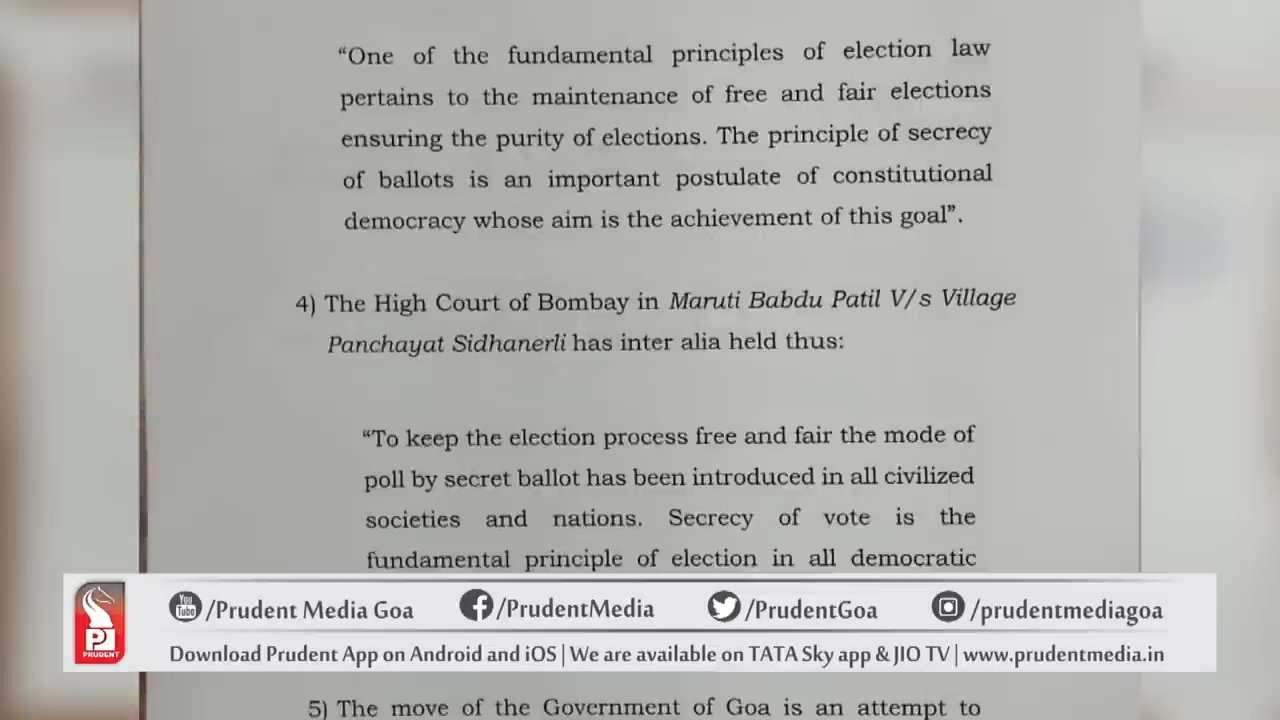 “One of the fundamental principles of election law
pertains to the maintenance of free and fair elections
ensuring the purity of elections. The principle of secrecy
of ballots is an important postulate of constitutional
democracy whose aim is the achievement of this goal”.
4) The High Court of Bombay in Maruti Babdu Patil V/s Village
Panchayat Sidhanerli has inter alia held thus:
“To keep the election process free and fair the mode of
poll by secret ballot has been introduced in all civilized
societies and nations. Secrecy of vote is the
fundamental principle of election in all democratic
PRUDENT
You Tube /Prudent Media Goa /PrudentMedia /PrudentGoa /prudentmediagoa
Download Prudent App on Android and iOS | We are available on TATA Sky app & JIO TV | www.prudentmedia.in
5) The move of the Government of Goa is an attempt to